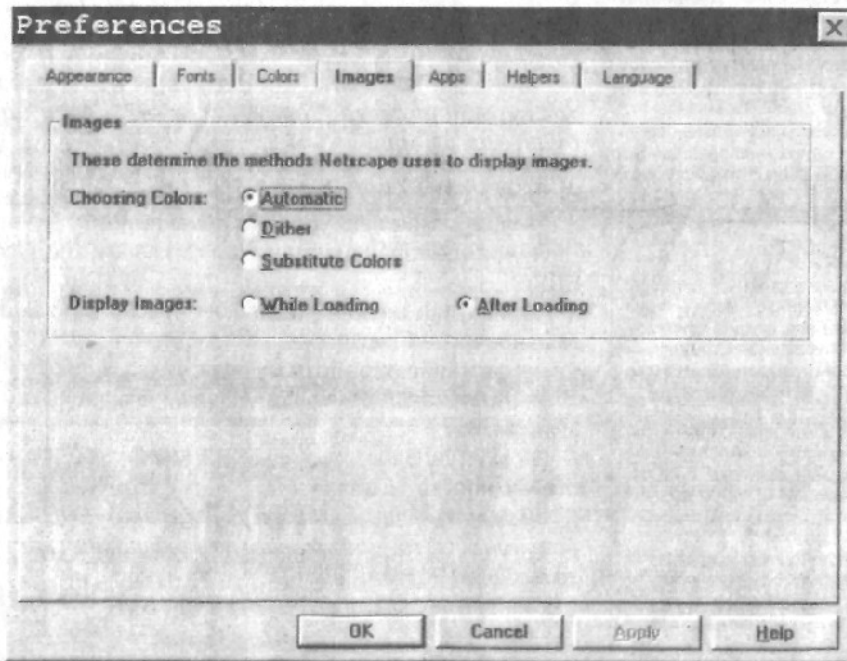 Preferences
Appearance Fonts Colors Images Apps Helpers Language
Images
These determine the methods Netscape uses to display images.
Choosing Colors: Automatic
Dither
Substitute Colors
Display Images: While Loading After Loading
OK Cancel Apply Help